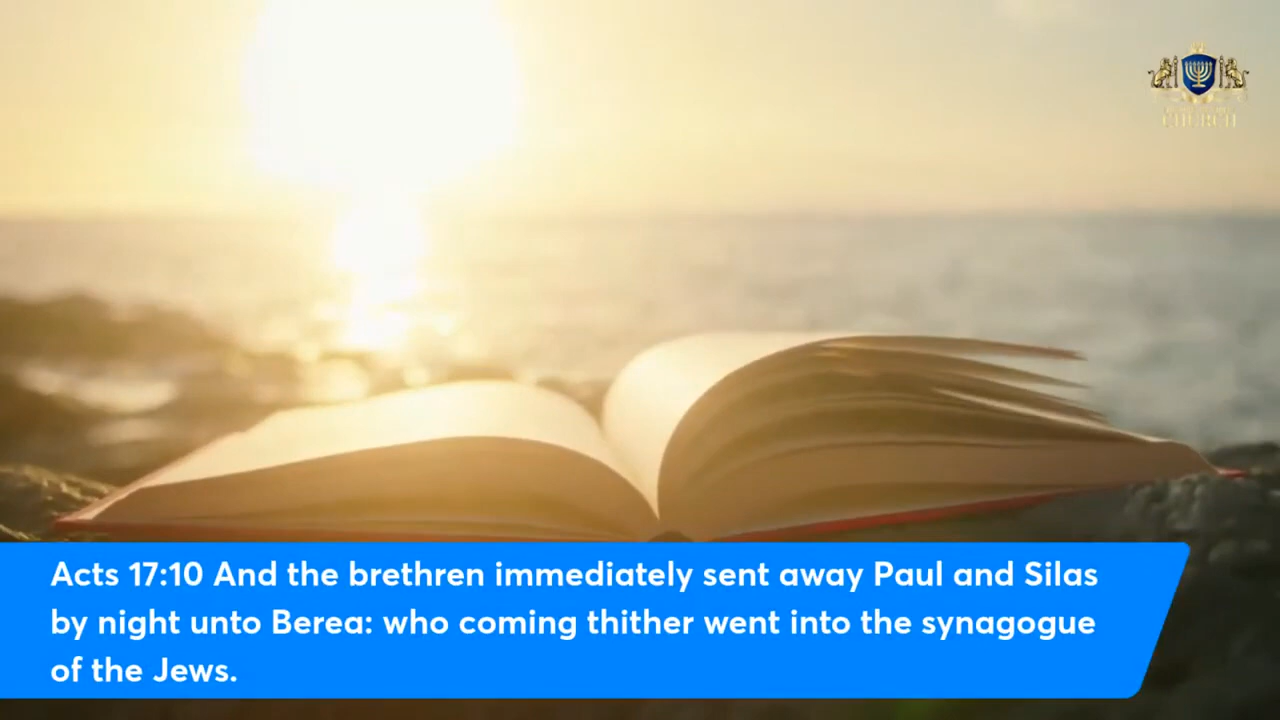 CHURCH
Acts 17:10 And the brethren immediately sent away Paul and Silas
by night unto Berea: who coming thither went into the synagogue
of the Jews.